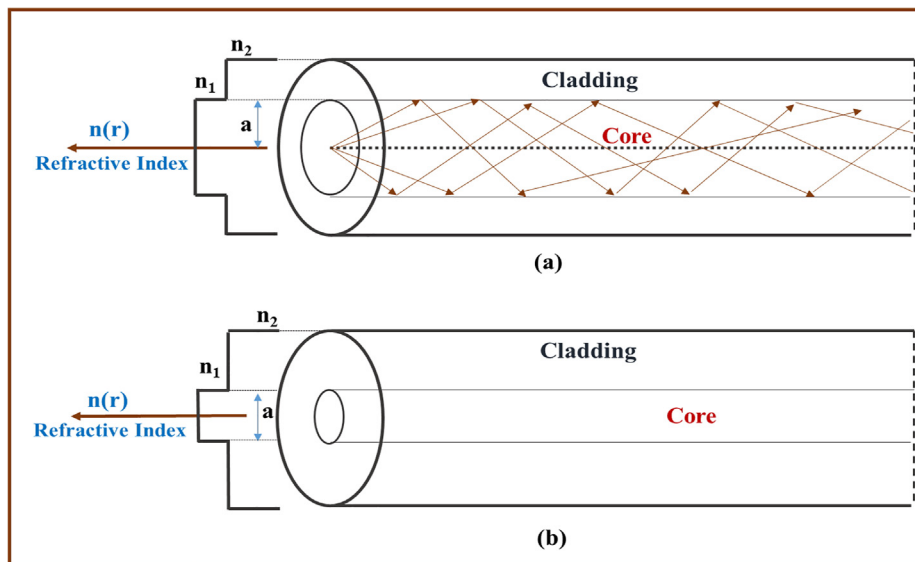 n₂
n₁
Cladding
a
n(r)
Core
Refractive Index
(a)
n₂
Cladding
n₁
n(r)
a
Core
Refractive Index
(b)